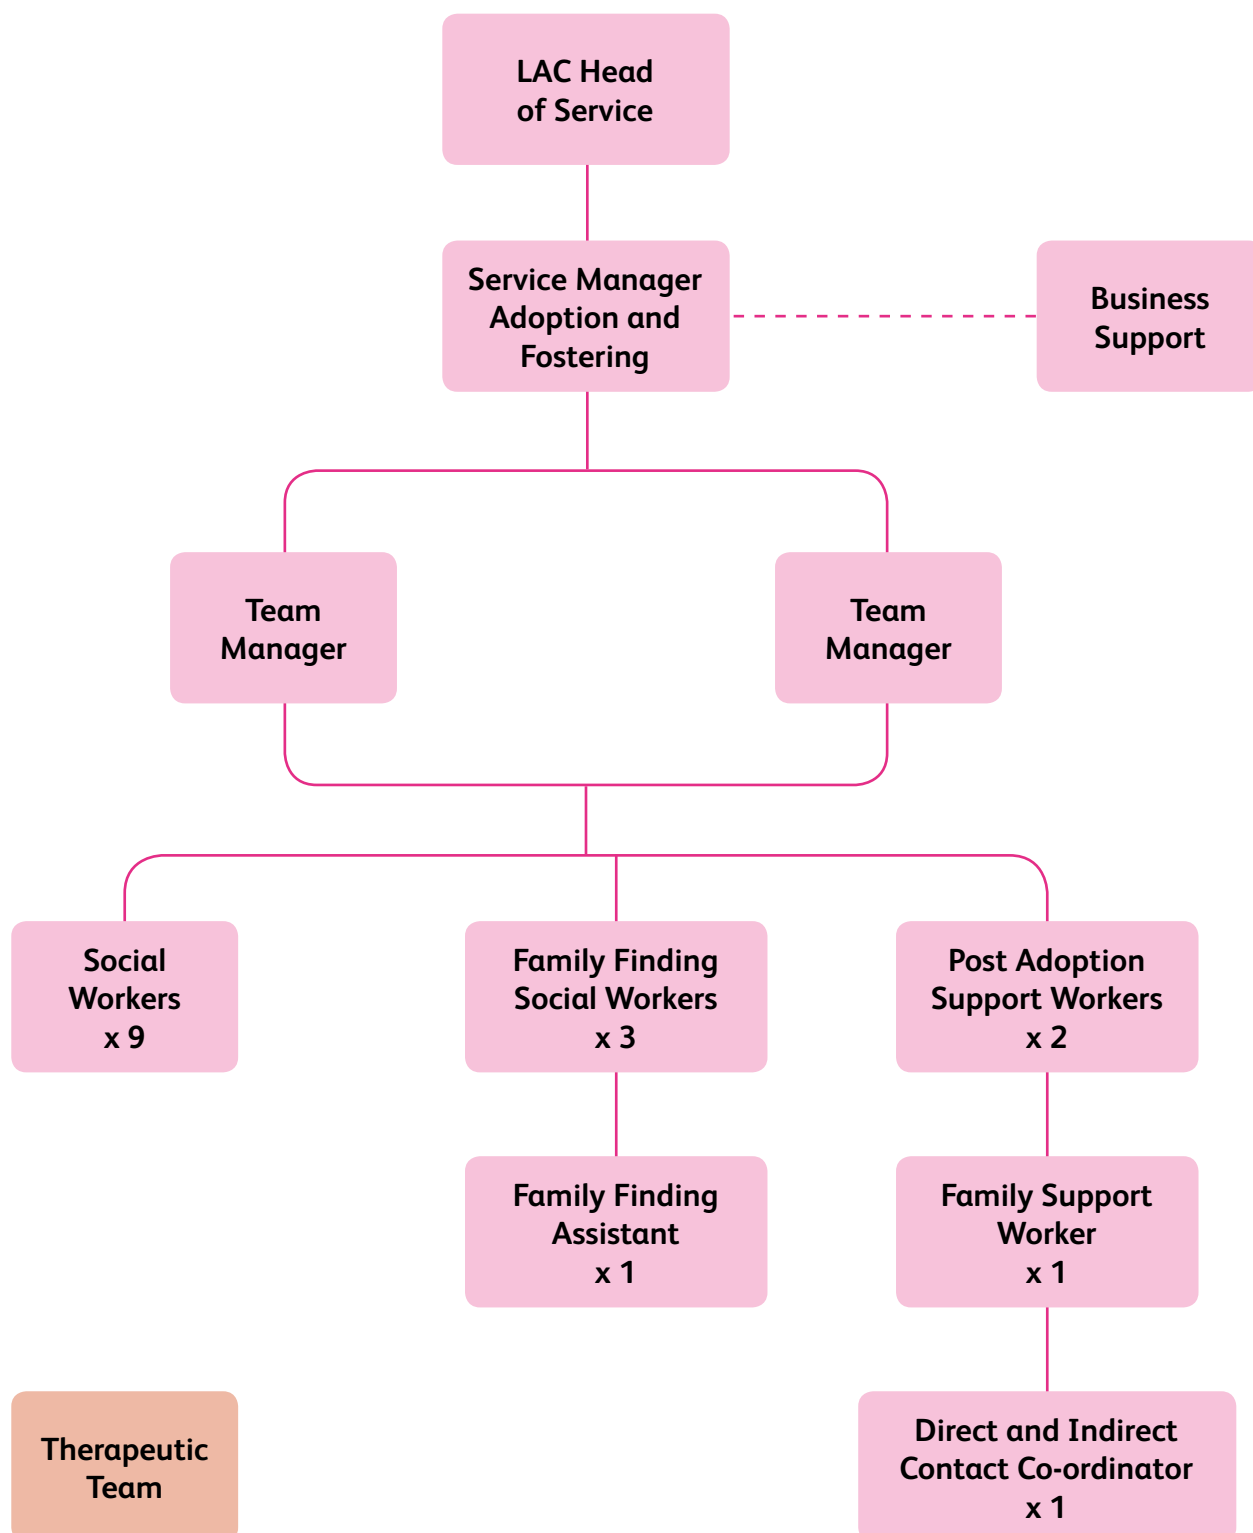 LAC Head
of Service
Service Manager
Adoption and
Fostering
Business
Support
Team
Manager
Team
Manager
Social
Workers
x 9
Family Finding
Social Workers
x 3
Post Adoption
Support Workers
x 2
Family Finding
Assistant
x 1
Family Support
Worker
x 1
Therapeutic
Team
Direct and Indirect
Contact Co-ordinator
x 1